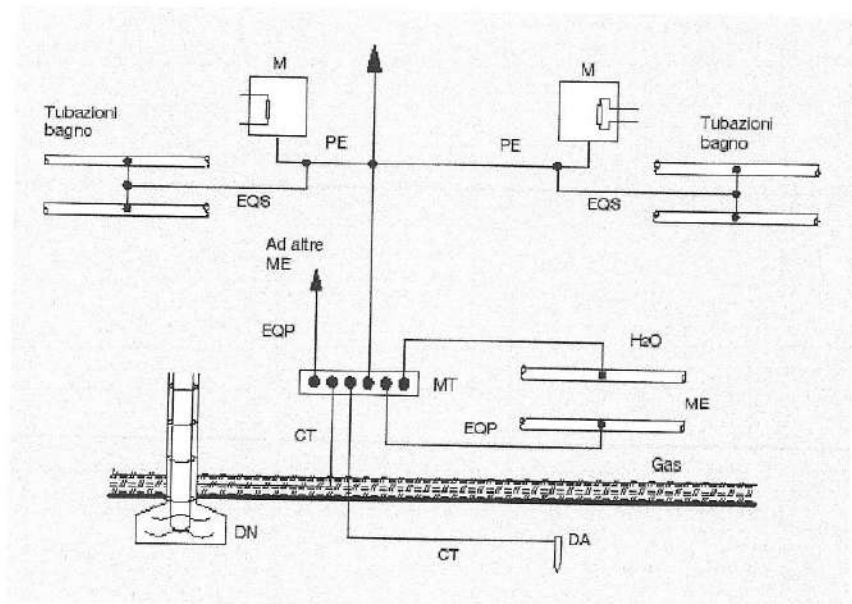 M
M
Tubazioni
bagno
Tubazioni
bagno
PE
PE
EQS
EQS
Ad altre
ME
EQP
H2O
MT
ME
CT
EQP
Gas
DN
CT
DA